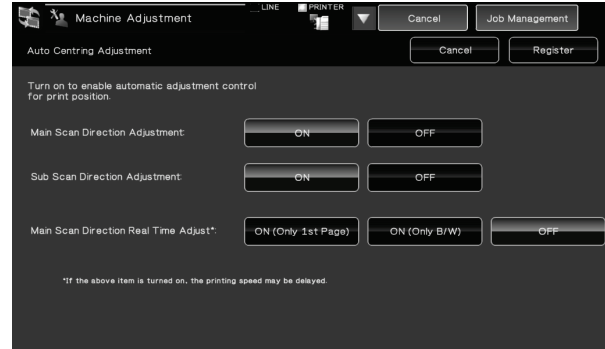 LINE PRINTER
Machine Adjustment Cancel Job Management
Auto Centring Adjustment Cancel Register
Turn on to enable automatic adjustment control
for print position.
Main Scan Direction Adjustment: ON OFF
Sub Scan Direction Adjustment: ON OFF
Main Scan Direction Real Time Adjust*: ON (Only 1st Page) ON (Only B/W) OFF
*If the above item is turned on, the printing speed may be delayed.